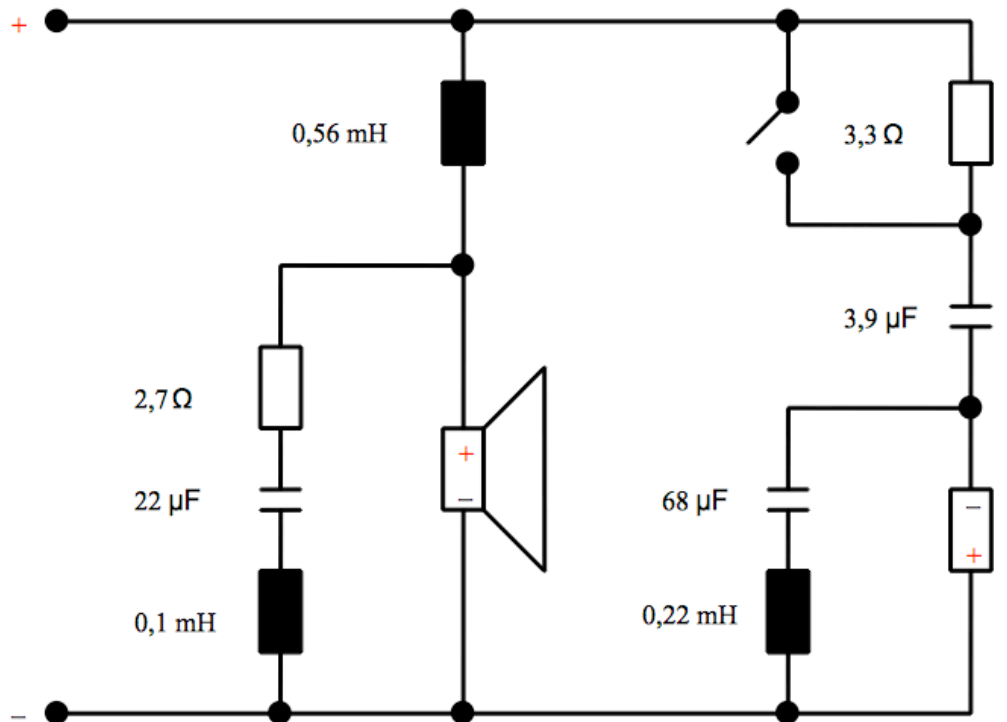 +
0,56 mH
3,3 Ω
3,9 µF
2,7 Ω
+
−
22 µF
68 µF
−
+
0,1 mH
0,22 mH
−